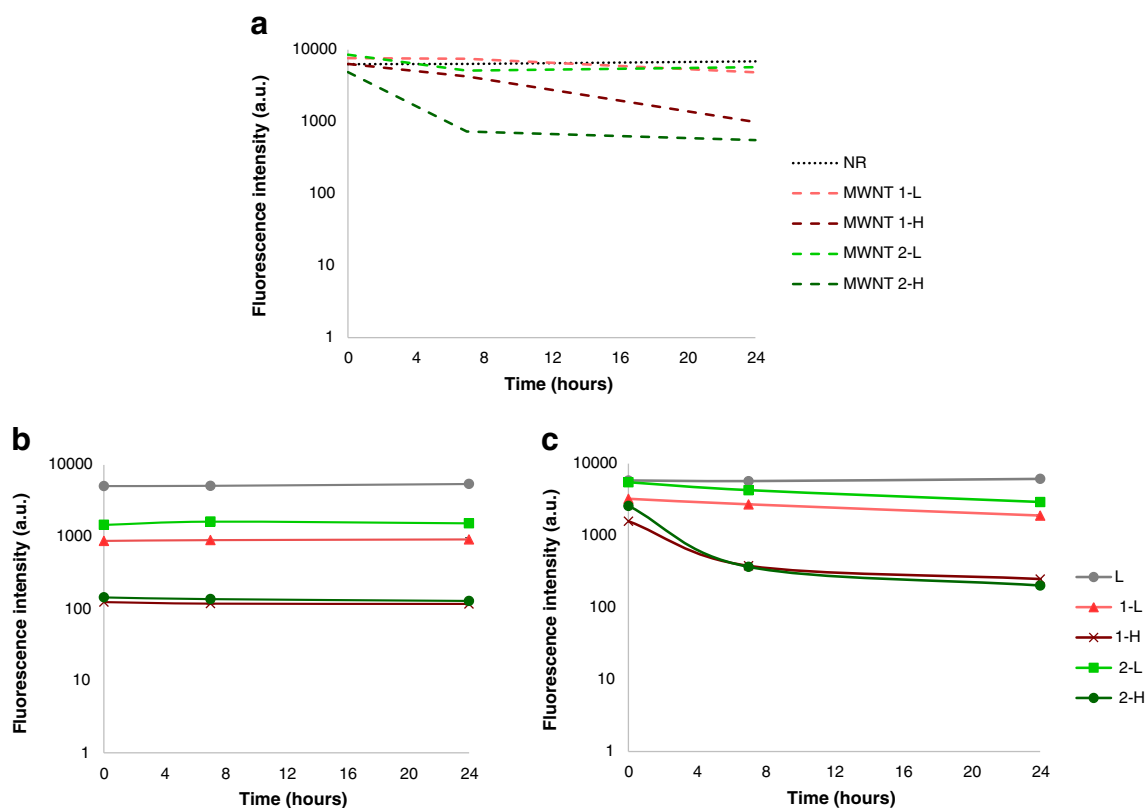 a
Fluorescence intensity (a.u.)
10000
1000
100
10
1
0 4 8 12 16 20 24
Time (hours)
NR
MWNT 1-L
MWNT 1-H
MWNT 2-L
MWNT 2-H
b
Fluorescence intensity (a.u.)
10000
1000
100
10
1
0 4 8 12 16 20 24
Time (hours)
c
Fluorescence intensity (a.u.)
10000
1000
100
10
1
0 4 8 12 16 20 24
Time (hours)
L
1-L
1-H
2-L
2-H